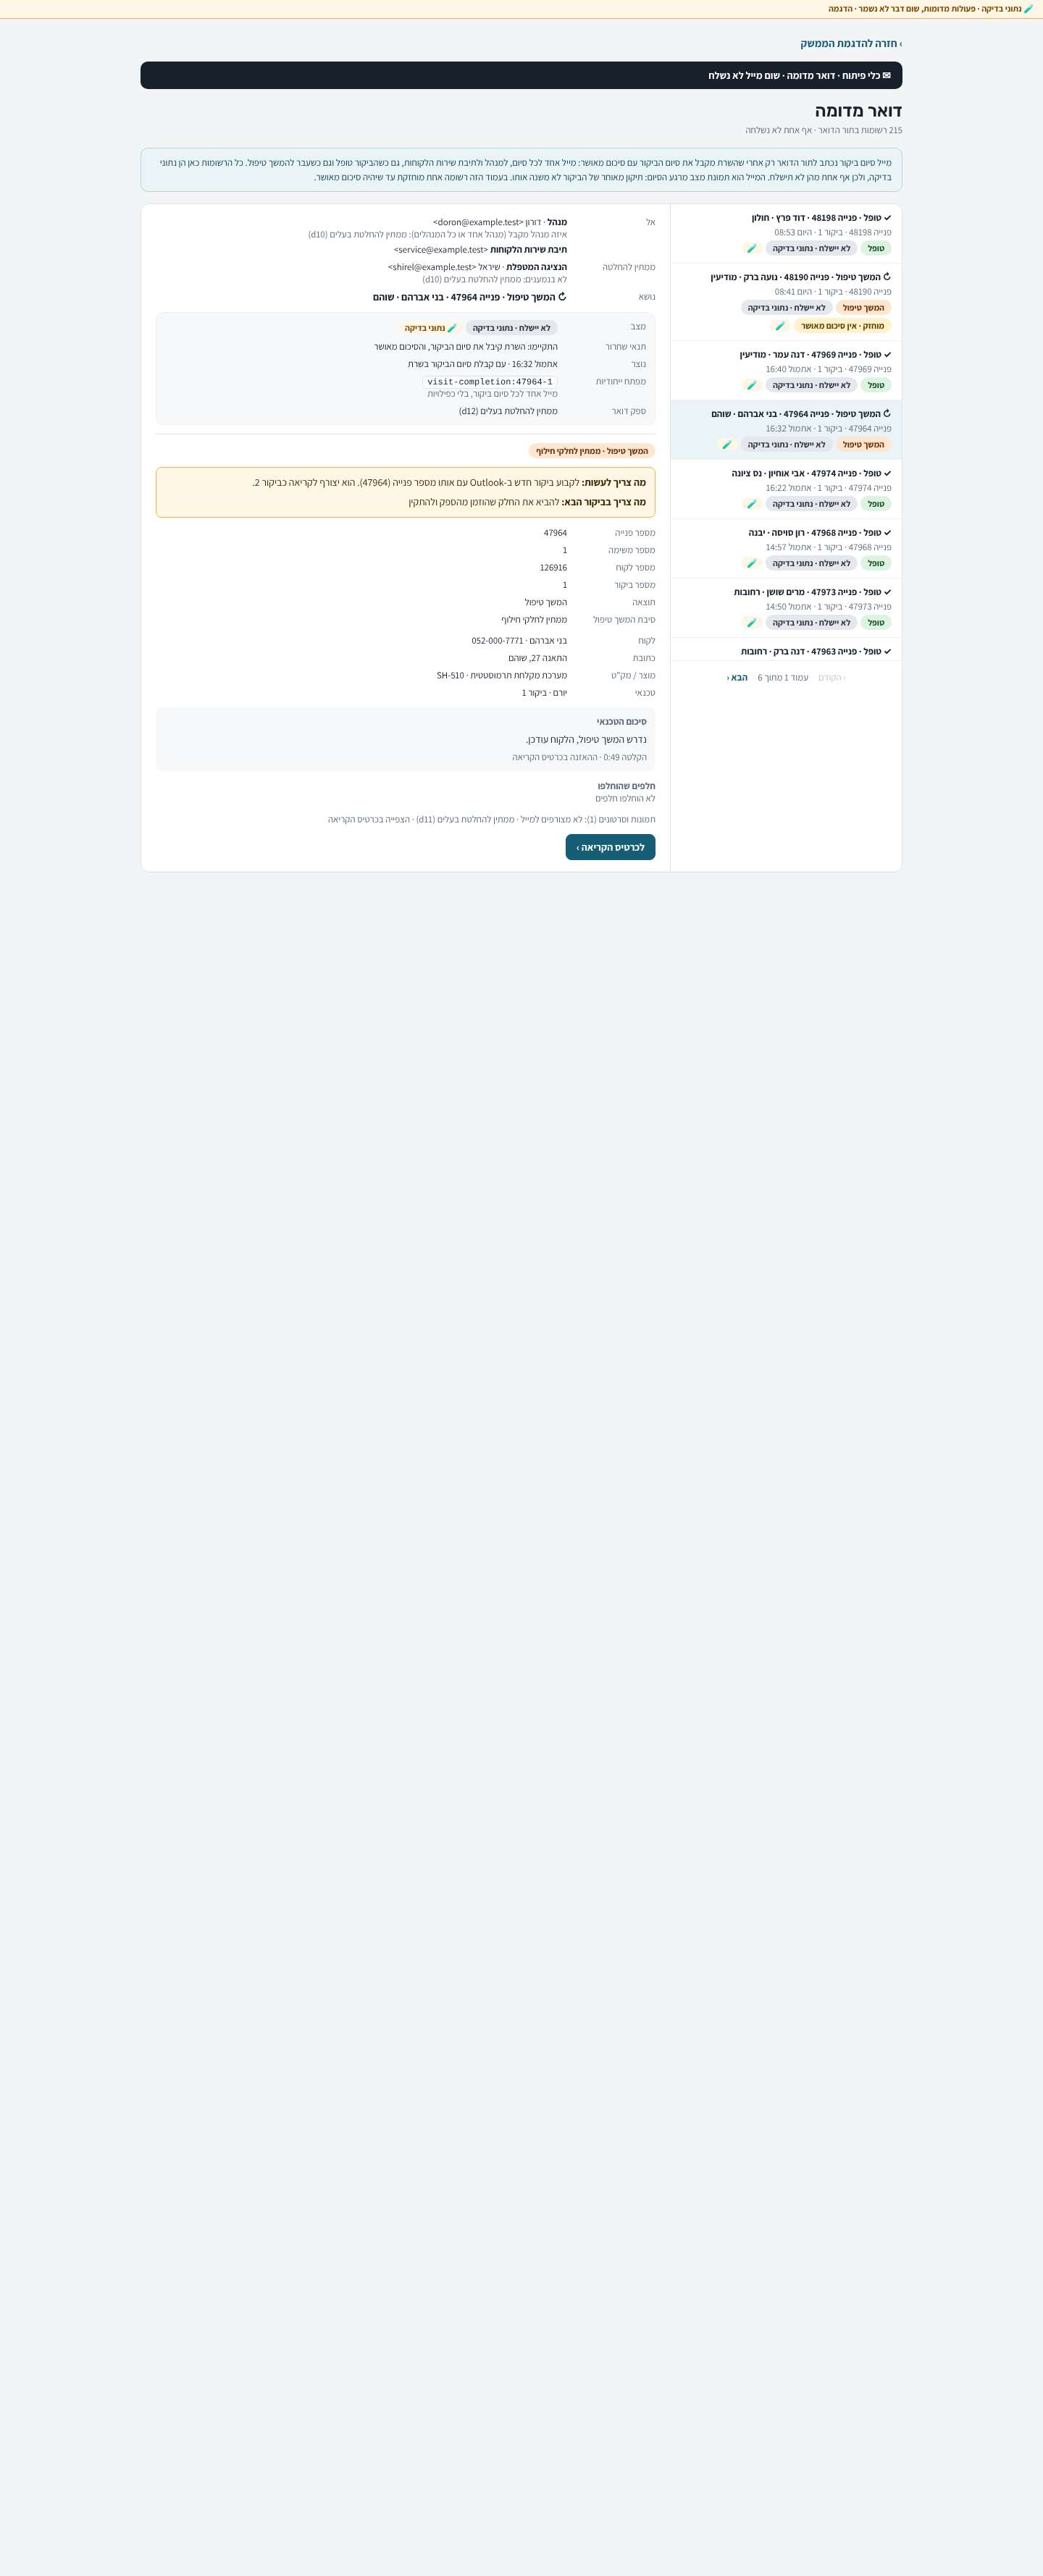 🧪 נתוני בדיקה · פעולות מדומות, שום דבר לא נשמר · הדגמה
› חזרה להדגמת הממשק
✉ כלי פיתוח · דואר מדומה · שום מייל לא נשלח
דואר מדומה
215 רשומות בתור הדואר · אף אחת לא נשלחה
מייל סיום ביקור נכתב לתור הדואר רק אחרי שהשרת מקבל את סיום הביקור עם סיכום מאושר: מייל אחד לכל סיום, למנהל ולתיבת שירות הלקוחות, גם כשהביקור טופל וגם כשעבר להמשך טיפול. כל הרשומות כאן הן נתוני
בדיקה, ולכן אף אחת מהן לא תישלח. המייל הוא תמונת מצב מרגע הסיום: תיקון מאוחר של הביקור לא משנה אותו. בעמוד הזה רשומה אחת מוחזקת עד שיהיה סיכום מאושר.
✓ טופל · פנייה 48198 · דוד פרץ · חולון
פנייה 48198 · ביקור 1 · היום 08:53
טופל לא יישלח · נתוני בדיקה 🧪
↻ המשך טיפול · פנייה 48190 · נועה ברק · מודיעין
פנייה 48190 · ביקור 1 · היום 08:41
המשך טיפול לא יישלח · נתוני בדיקה
מוחזק · אין סיכום מאושר 🧪
✓ טופל · פנייה 47969 · דנה עמר · מודיעין
פנייה 47969 · ביקור 1 · אתמול 16:40
טופל לא יישלח · נתוני בדיקה 🧪
↻ המשך טיפול · פנייה 47964 · בני אברהם · שוהם
פנייה 47964 · ביקור 1 · אתמול 16:32
המשך טיפול לא יישלח · נתוני בדיקה 🧪
✓ טופל · פנייה 47974 · אבי אוחיון · נס ציונה
פנייה 47974 · ביקור 1 · אתמול 16:22
טופל לא יישלח · נתוני בדיקה 🧪
✓ טופל · פנייה 47968 · רון סויסה · יבנה
פנייה 47968 · ביקור 1 · אתמול 14:57
טופל לא יישלח · נתוני בדיקה 🧪
✓ טופל · פנייה 47973 · מרים ששון · רחובות
פנייה 47973 · ביקור 1 · אתמול 14:50
טופל לא יישלח · נתוני בדיקה 🧪
✓ טופל · פנייה 47963 · דנה ברק · רחובות
› הקודם עמוד 1 מתוך 6 הבא ‹
אל מנהל · דורון <doron@example.test>
איזה מנהל מקבל (מנהל אחד או כל המנהלים): ממתין להחלטת בעלים (d10)
תיבת שירות הלקוחות <service@example.test>
ממתין להחלטה הנציגה המטפלת · שיראל <shirel@example.test>
לא בנמענים: ממתין להחלטת בעלים (d10)
נושא ↻ המשך טיפול · פנייה 47964 · בני אברהם · שוהם
מצב לא יישלח · נתוני בדיקה 🧪 נתוני בדיקה
תנאי שחרור התקיימו: השרת קיבל את סיום הביקור, והסיכום מאושר
נוצר אתמול 16:32 · עם קבלת סיום הביקור בשרת
מפתח ייחודיות visit-completion:47964-1
מייל אחד לכל סיום ביקור, בלי כפילויות
ספק דואר ממתין להחלטת בעלים (d12)
המשך טיפול · ממתין לחלקי חילוף
מה צריך לעשות: לקבוע ביקור חדש ב-Outlook עם אותו מספר פנייה (47964). הוא יצורף לקריאה כביקור 2.
מה צריך בביקור הבא: להביא את החלק שהוזמן מהספק ולהתקין
מספר פנייה 47964
מספר משימה 1
מספר לקוח 126916
מספר ביקור 1
תוצאה המשך טיפול
סיבת המשך טיפול ממתין לחלקי חילוף
לקוח בני אברהם · 052-000-7771
כתובת התאנה 27, שוהם
מוצר / מק"ט מערכת מקלחת תרמוסטטית · SH-510
טכנאי יורם · ביקור 1
סיכום הטכנאי
נדרש המשך טיפול, הלקוח עודכן.
הקלטה 0:49 · ההאזנה בכרטיס הקריאה
חלפים שהוחלפו
לא הוחלפו חלפים
תמונות וסרטונים (1): לא מצורפים למייל · ממתין להחלטת בעלים (d11) · הצפייה בכרטיס הקריאה
לכרטיס הקריאה ‹